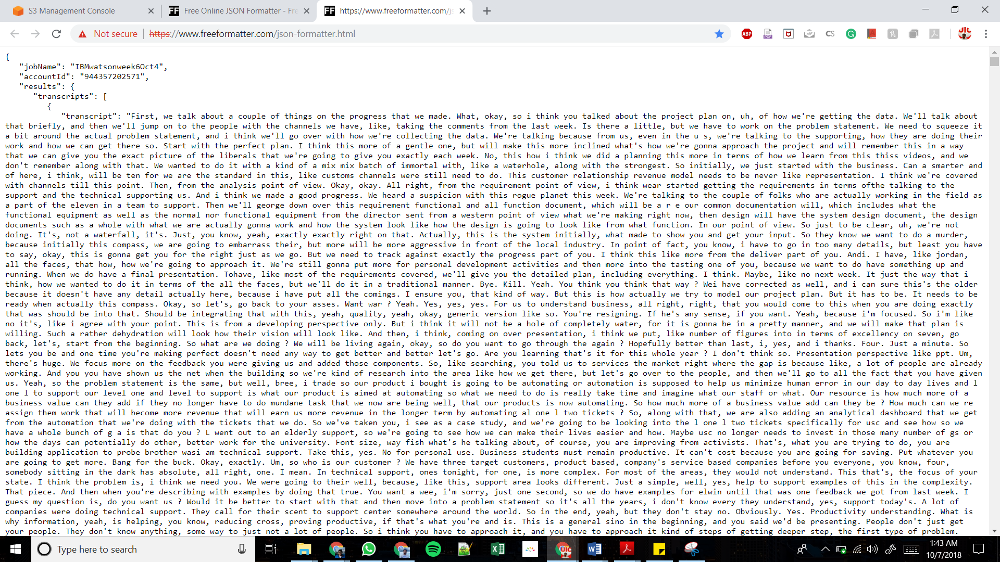 S3 Management Console
Free Online JSON Formatter - Fre
https://www.freeformatter.com/js
Not secure
https://www.freeformatter.com/json-formatter.html
ABP
PDF
CS
{
"jobName": "IBMwatsonweek6Oct4",
"accountId": "944357202571",
"results": {
"transcripts": [
{
"transcript": "First, we talk about a couple of things on the progress that we made. What, okay, so i think you talked about the project plan on, uh, of how we're getting the data. We'll talk about
that briefly, and then we'll jump on to the people with the channels we have, like, taking the comments from the last week. Is there a little, but we have to work on the problem statement. We need to squeeze it
a bit around the actual problem statement, and i think we'll go over with how we're collecting the data. We're talking because from us, even in the u s, we're talking to the supporting, how they are doing their
work and how we can get there so. Start with the perfect plan. I think this more of a gentle one, but will make this more inclined what's how we're gonna approach the project and will remember this in a way
that we can give you the exact picture of the liberals that we're going to give you exactly each week. No, this how i think we did a planning this more in terms of how we learn from this thiss videos, and we
don't remember along with that. We wanted to do it with a kind of a mix mix batch of immortal with, like a waterhole, along with the strongest. So initially, we just started with the business. Can a smarter and
of here, i think, will be ten for we are the standard in this, like customs channels were still need to do. This customer relationship revenue model needs to be never like representation. I think we're covered
with channels till this point. Then, from the analysis point of view. Okay, okay. All right, from the requirement point of view, i think wear started getting the requirements in terms ofthe talking to the
support and the technical supporting us. And i think we made a good progress. We heard a suspicion with this rogue planet this week. We're talking to the couple of folks who are actually working in the field as
a part of the eleven in a team to support. Then we'll george down over this requirement functional and all function document, which will be a r e our common documentation will, which includes what the
functional equipment as well as the normal nor functional equipment from the director sent from a western point of view what we're making right now, then design will have the system design document, the design
documents such as a whole with what we are actually gonna work and how the system look like how the design is going to look like from what function. In our point of view. So just to be clear, uh, we're not
doing. It's, not a waterfall, it's. Just, you know, yeah, exactly exactly right on that. Actually, this is the system initially, what made to show you and get your input. So they know we want to do a murder,
because initially this compass, we are going to embarrass their, but more will be more aggressive in front of the local industry. In point of fact, you know, i have to go in too many details, but least you have
to say, okay, this is gonna get you for the right just as we go. But we need to track against exactly the progress part of you. I think this like more from the deliver part of you. Andi. I have, like jordan,
all the faces, that how, how we're going to approach it. We're still gonna put more for personal development activities and then more into the tasting one of you, because we want to do have something up and
running. When we do have a final presentation. Tohave, like most of the requirements covered, we'll give you the detailed plan, including everything. I think. Maybe, like no next week. It just the way that i
think, how we wanted to do it in terms of the all the faces, but we'll do it in a traditional manner. Bye. Kill. Yeah. You think you think that way ? Wei have corrected as well, and i can sure this's the older
because it doesn't have any detail actually here, because i have put all the comings. I ensure you, that kind of way. But this is how actually we try to model our project plan. But it has to be. It needs to be
ready when actually this compass. Okay, so let's, go back to your asses. Want war ? Yeah. Yes, yes, yes. For us to understand business, all right, right, that you would come to this when you are doing exactly
that was should be into that. Should be integrating that with this, yeah, quality, yeah, okay, generic version like so. You're resigning. If he's any sense, if you want. Yeah, because i'm focused. So i'm like
no it's, like i agree with your point. This is from a developing perspective only. But i think it will not be a hole of completely water, for it is gonna be in a pretty manner, and we will make that plan is
willing. Such a rather dehydration will look how their vision will look like. And then, i think, coming on over presentation, i think we put, like number of figures into in terms of excellency on seven, go
back, let's, start from the beginning. So what are we doing ? We will be living again, okay, so do you want to go through the again ? Hopefully better than last, i, yes, and i thanks. Four. Just a minute. So
lets you be and one time you're making perfect doesn't need any way to get better and better let's go. Are you learning that's it for this whole year ? I don't think so. Presentation perspective like ppt. Um,
there's huge. We focus more on the feedback you were giving us and added those components. So, like searching, you told us to services the market right where the gap is because like, a lot of people are already
working. And you you have shown us the net when the building so we're kind of research into the area like how we get there, but let's go over to the people, and then we'll go to all the fact that you have given
us. Yeah, so the problem statement is the same, but well, bree, i trade so our product i bought is going to be automating or automation is supposed to help us minimize human error in our day to day lives and l
one l to support our level one and level to support is what our product is aimed at automating so what we need to do is really take time and imagine what our staff or what. Our resource is how much more of a
business value can they add if they no longer have to do mundane task that we now are being well, that our products is now automating. So how much more of a business value add can they be ? How much can we re
assign them work that will become more revenue that will earn us more revenue in the longer term by automating al one l two tickets ? So, along with that, we are also adding an analytical dashboard that we get
from the automation that we're doing with the tickets that we do. So we've taken you, i see as a case study, and we're going to be looking into the l one l two tickets specifically for usc and see how so we
have a whole bunch of g a is that do you ? L went out to an elderly support, so we're going to see how we can make their lives easier and how. Maybe usc no longer needs to invest in those many number of gs or
how the days can potentially do other, better work for the university. Font size, way fish what's he talking about, of course, you are improving from activists. That's, what you are trying to do, you are
building application to probe brother wasi am technical support. Take this, yes. No for personal use. Business students must remain productive. It can't cost because you are going for saving. Put whatever you
are going to get more. Bang for the buck. Okay, exactly. Um, so who is our customer ? We have three target customers, product based, company's service based companies before you everyone, you know, four,
somebody sitting in the dark has absolute, all right, one. I mean. In technical support, ones tonight, for one, is more complex. For most of the areas, they would not understand. This that's, the focus of your
state. I think the problem is, i think we need you. We were going to their well, because, like this, support area looks different. Just a simple, well, yes, help to support examples of this in the complexity.
That piece. And then when you're describing with examples by doing that true. You want a wee, i'm sorry, just one second, so we do have examples for elwin until that was one feedback we got from last week. I
guess my question is, do you want us ? Would it be better to start with that and then move into a problem statement so it's all the years, i don't know every they understand, yes, support today's. A lot of
companies were doing technical support. They call for their scent to support center somewhere around the world. So in the end, yeah, but they don't stay no. Obviously. Yes. Productivity understanding. What is
why information, yeah, is helping, you know, reducing cross, proving productive, if that's what you're and is. This is a general sino in the beginning, and you said we'd be presenting. People don't just get
your people. They don't know anything, some way to just not a lot of people. So i think you have to approach it, and you have to approach it kind of steps of getting deeper step, the first type of problem.
Type here to search
1:43 AM
10/7/2018